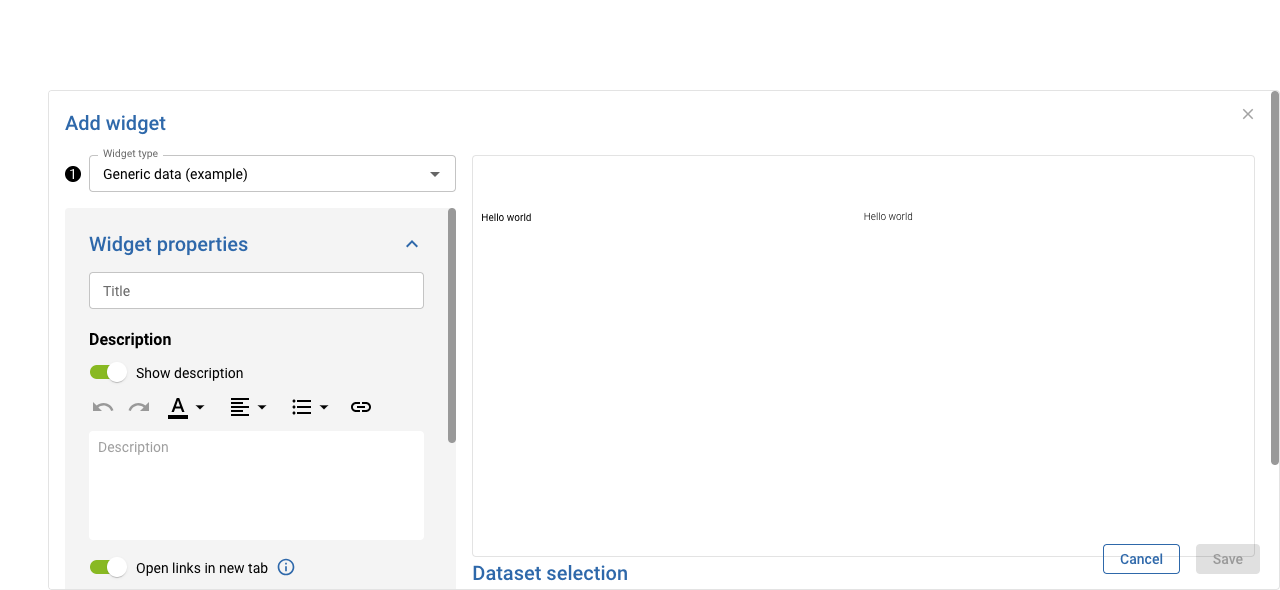 Add widget
Widget type
1
Generic data (example)
Hello world
Hello world
Widget properties
Title
Description
Show description
A
Description
Open links in new tab
Cancel
Save
Dataset selection